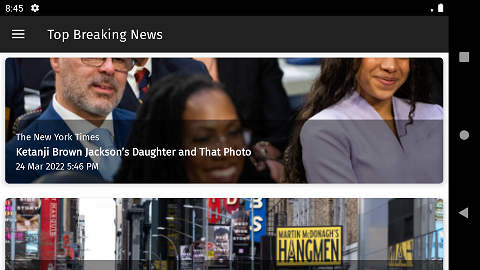 8:45
Top Breaking News
The New York Times
Ketanji Brown Jackson's Daughter and That Photo
24 Mar 2022 5:46 PM
MARTIN McDONAGH'S
HANGMEN